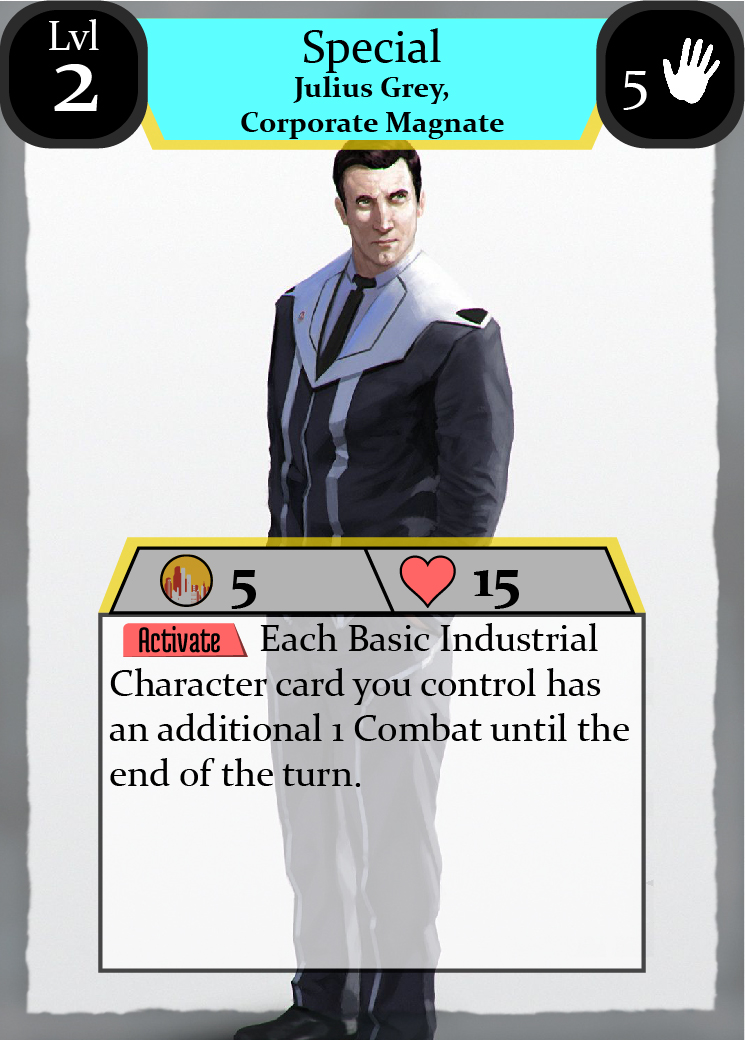 Lvl
2
Special
Julius Grey,
Corporate Magnate
5
5
15
Activate Each Basic Industrial
Character card you control has
an additional 1 Combat until the
end of the turn.